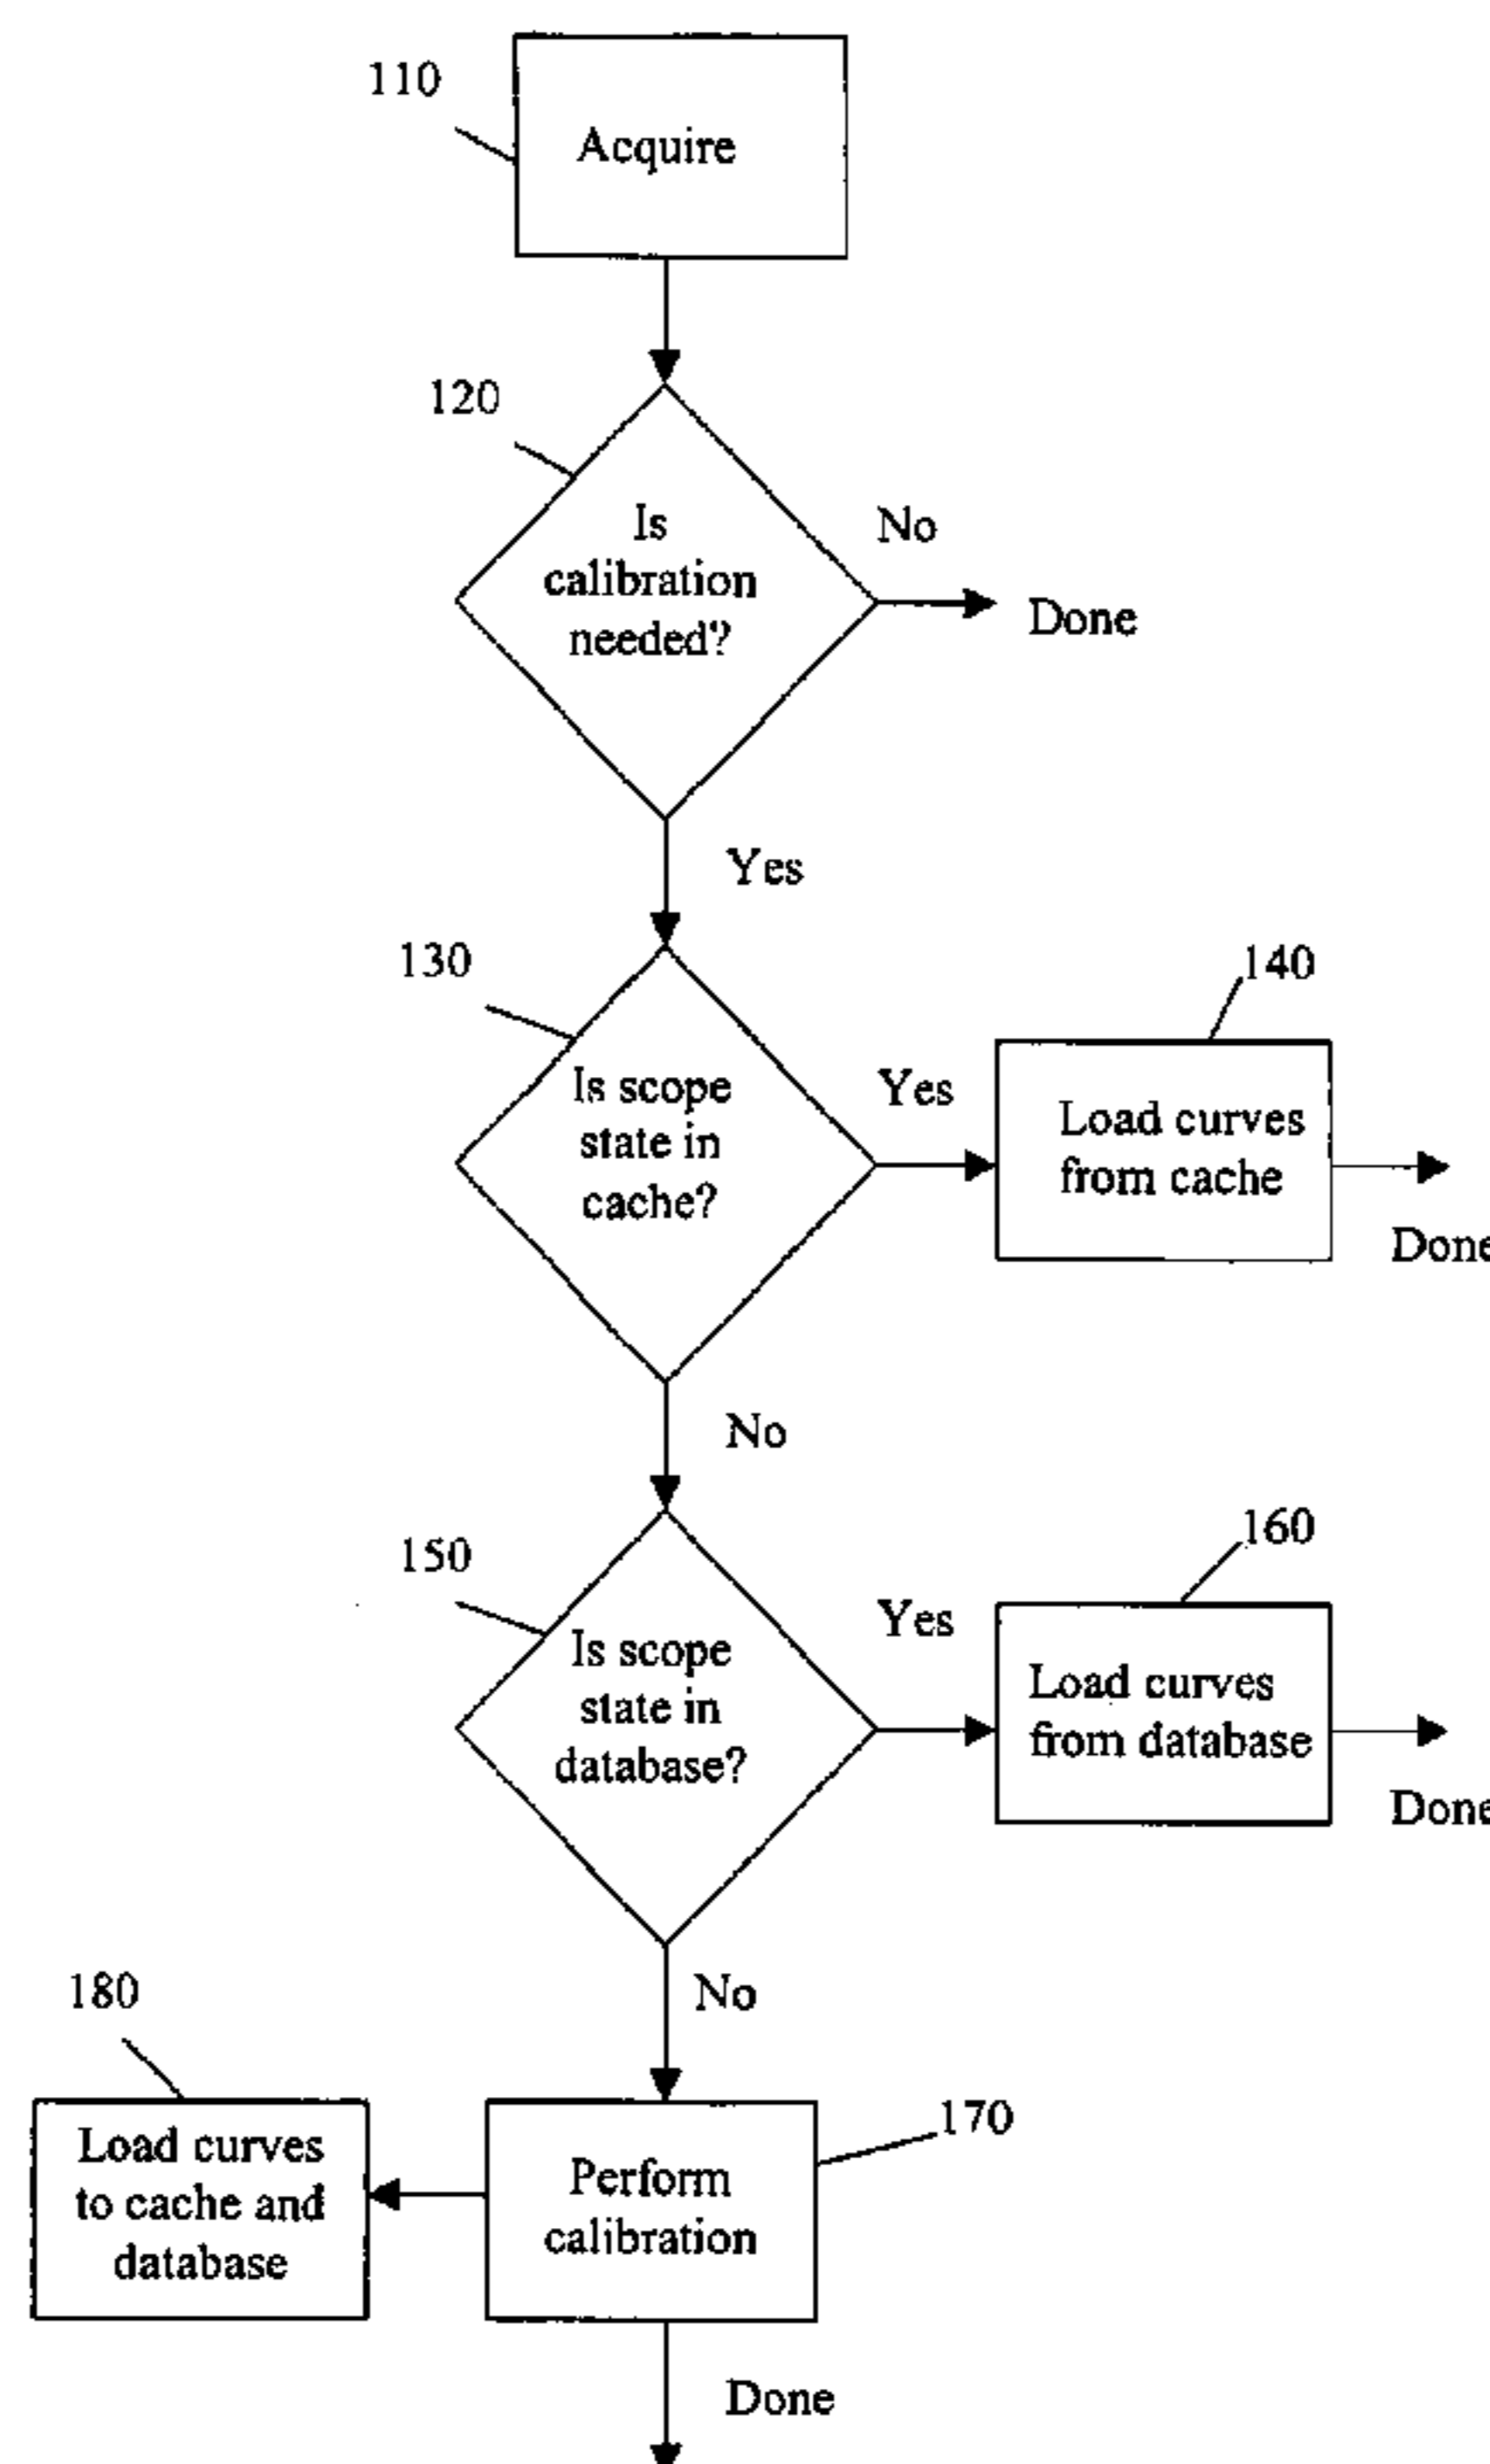 110
Acquire
120
Is
calibration
needed?
No
Done
Yes
130
Is scope
state in
cache?
Yes
140
Load curves
from cache
Done
No
150
Is scope
state in
database?
Yes
160
Load curves
from database
Done
No
180
Load curves
to cache and
database
170
Perform
calibration
Done